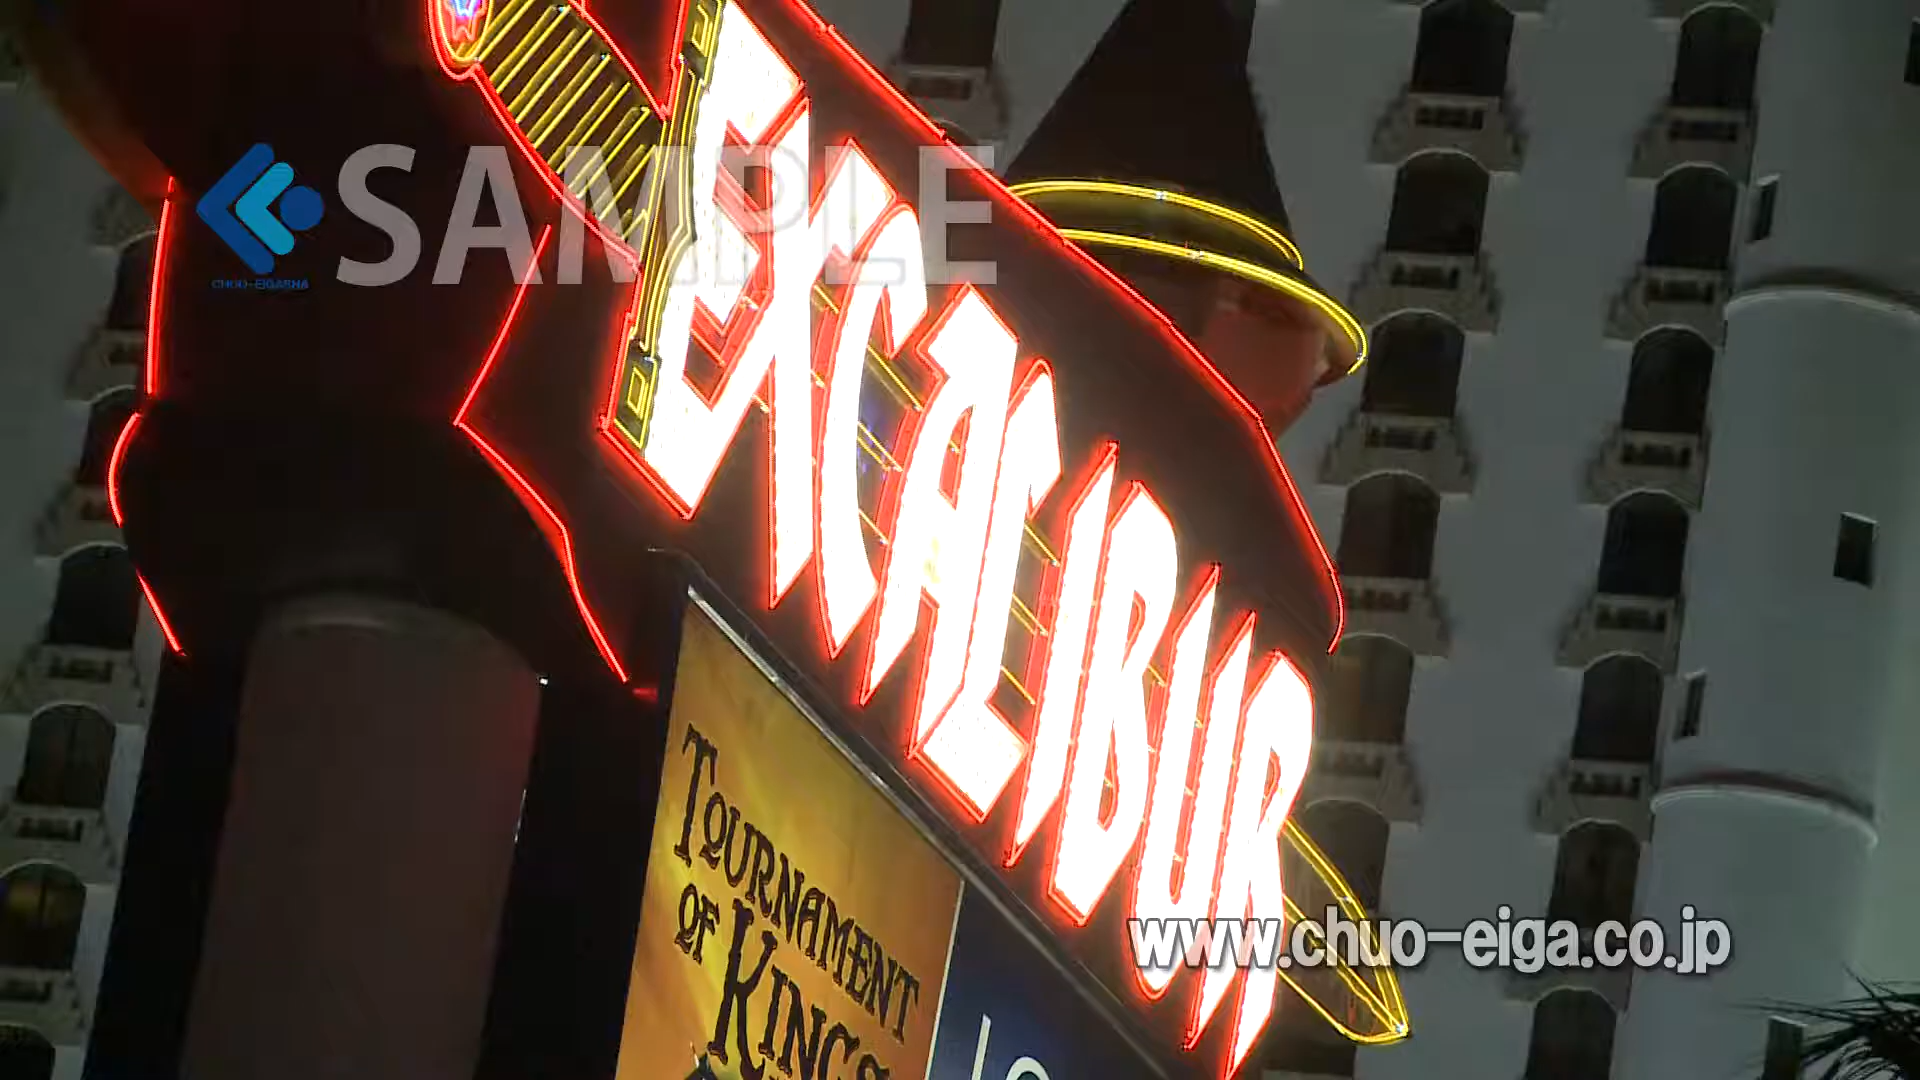 SAMPLE
CHUO-EIGASHA
EXCALIBUR
TOURNAMENT
OF KINGS
www.chuo-eiga.co.jp